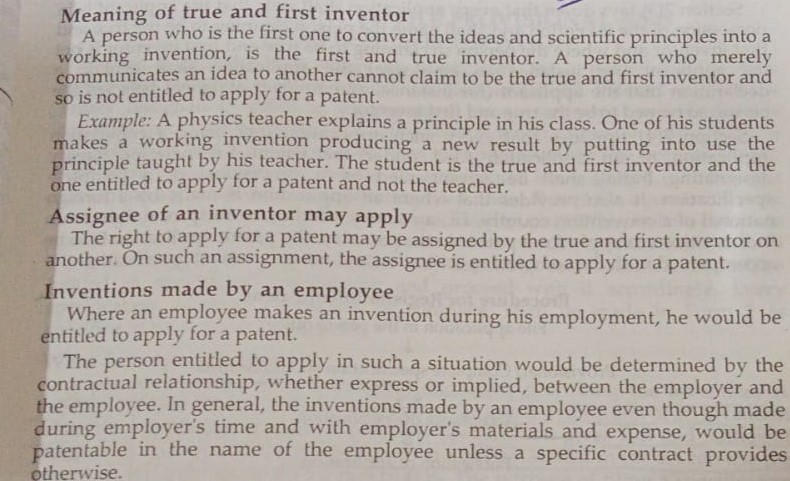 Meaning of true and first inventor
A person who is the first one to convert the ideas and scientific principles into a
working invention, is the first and true inventor. A person who merely
communicates an idea to another cannot claim to be the true and first inventor and
so is not entitled to apply for a patent.
Example: A physics teacher explains a principle in his class. One of his students
makes a working invention producing a new result by putting into use the
principle taught by his teacher. The student is the true and first inventor and the
one entitled to apply for a patent and not the teacher.
Assignee of an inventor may apply
The right to apply for a patent may be assigned by the true and first inventor on
another. On such an assignment, the assignee is entitled to apply for a patent.
Inventions made by an employee
Where an employee makes an invention during his employment, he would be
entitled to apply for a patent.
The person entitled to apply in such a situation would be determined by the
contractual relationship, whether express or implied, between the employer and
the employee. In general, the inventions made by an employee even though made
during employer's time and with employer's materials and expense, would be
patentable in the name of the employee unless a specific contract provides
otherwise.